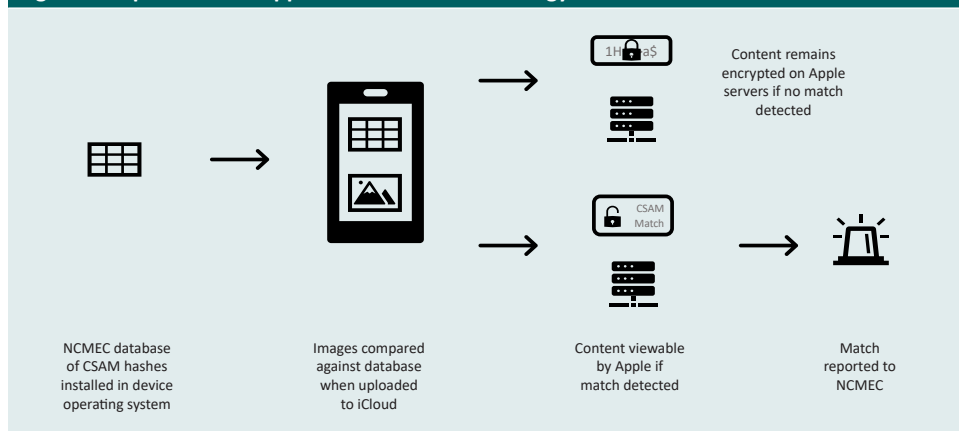 Content remains
encrypted on Apple
servers if no match
detected
CSAM
Match
NCMEC database
of CSAM hashes
installed in device
operating system
Images compared
against database
when uploaded
to iCloud
Content viewable
by Apple if
match detected
Match
reported to
NCMEC